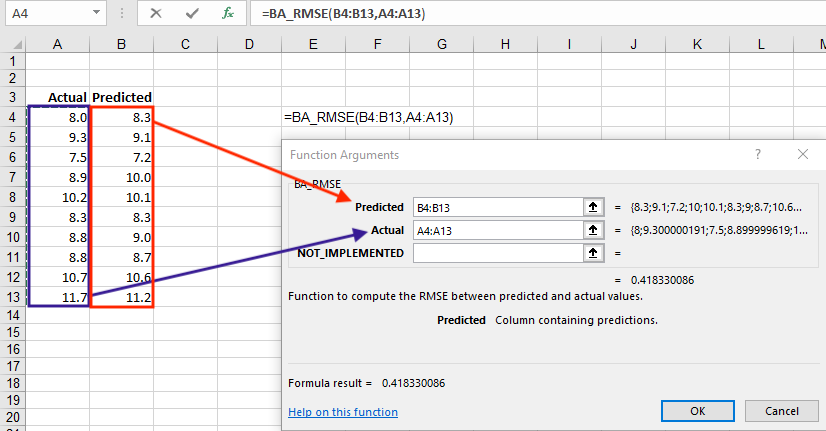 A4 =BA_RMSE(B4:B13,A4:A13)
A B C D E F G H I J K L M
1
2
3 Actual Predicted
4 8.0 8.3 =BA_RMSE(B4:B13,A4:A13)
5 9.3 9.1
6 7.5 7.2
7 8.9 10.0
8 10.2 10.1
9 8.3 8.3
10 8.8 9.0
11 8.8 8.7
12 10.7 10.6
13 11.7 11.2
14
15
16
17
18
19
20
Function Arguments ?
BA_RMSE
Predicted B4:B13 = {8.3;9.1;7.2;10;10.1;8.3;9;8.7;10.6...
Actual A4:A13 = {8;9.300000191;7.5;8.899999619;1...
NOT_IMPLEMENTED =
= 0.418330086
Function to compute the RMSE between predicted and actual values.
Predicted Column containing predictions.
Formula result = 0.418330086
Help on this function
OK Cancel